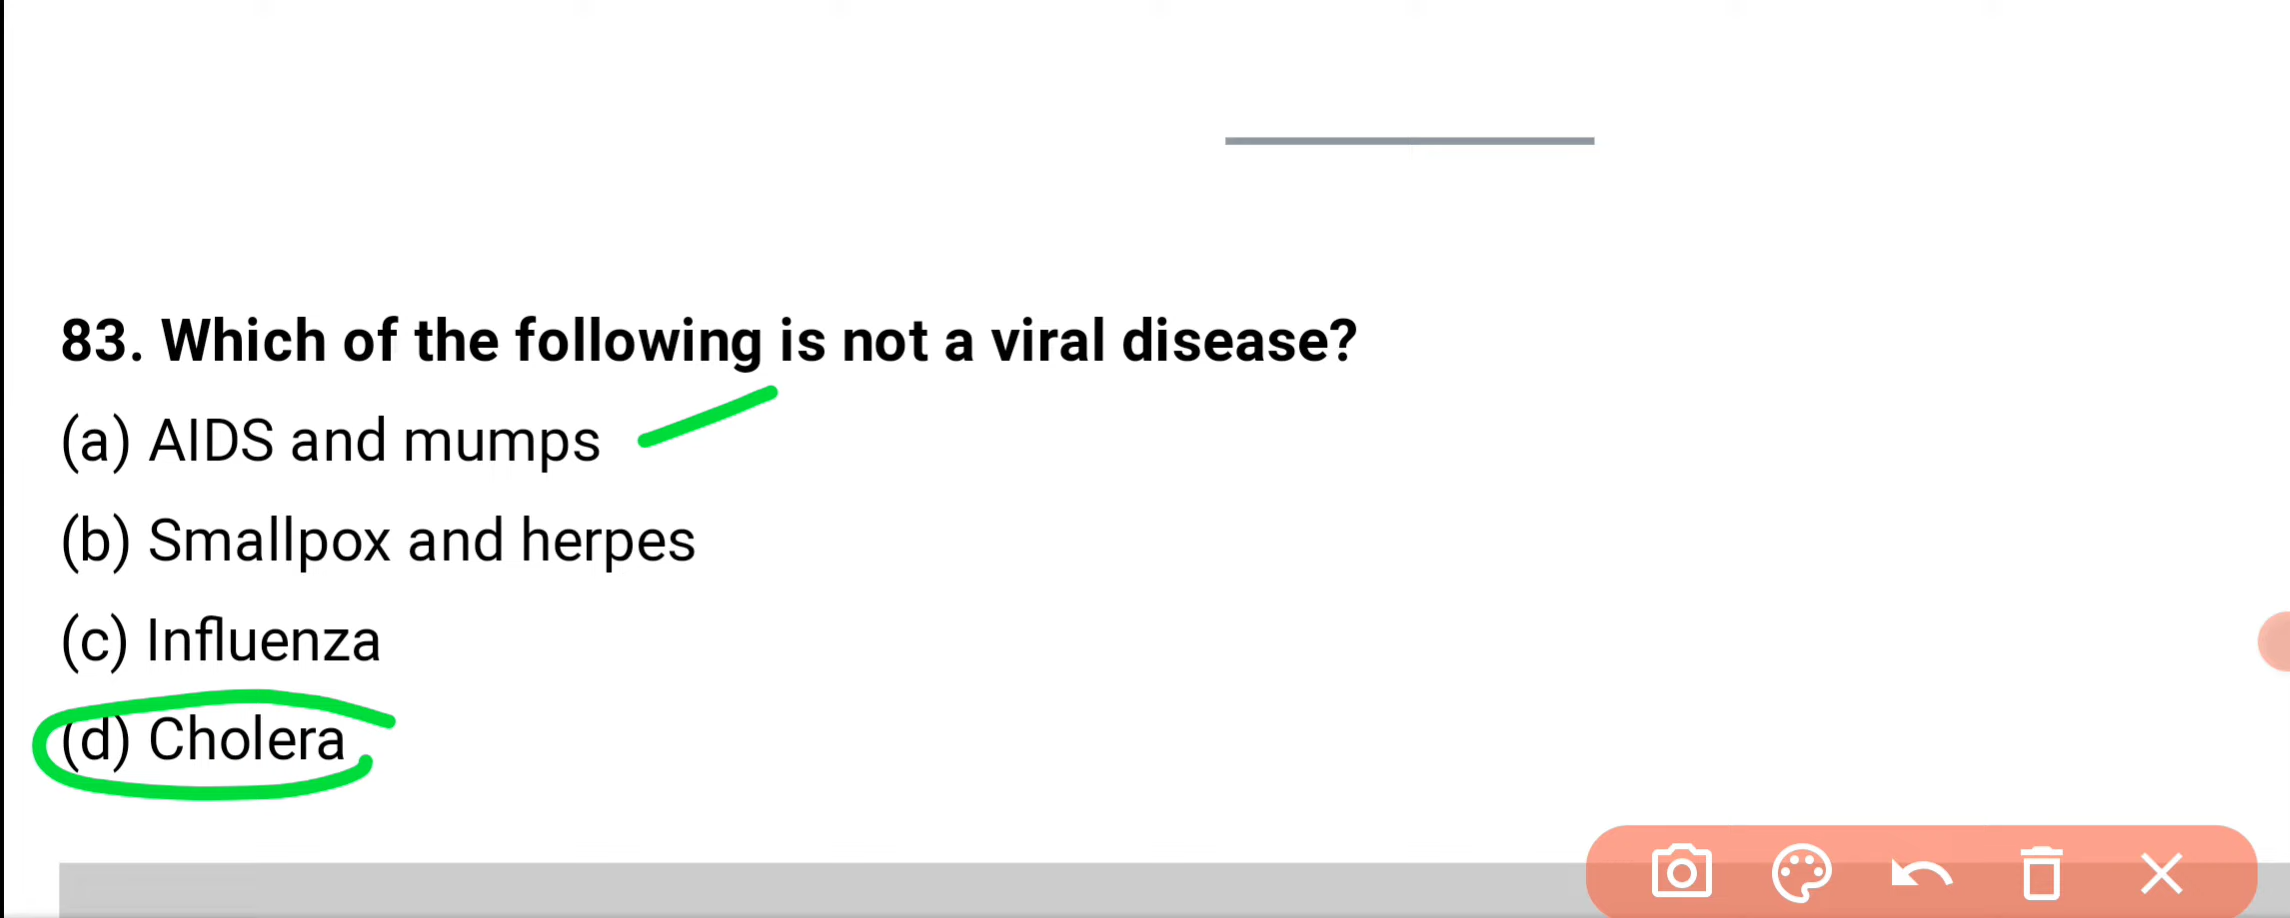 83. Which of the following is not a viral disease?
(a) AIDS and mumps
(b) Smallpox and herpes
(c) Influenza
(d) Cholera